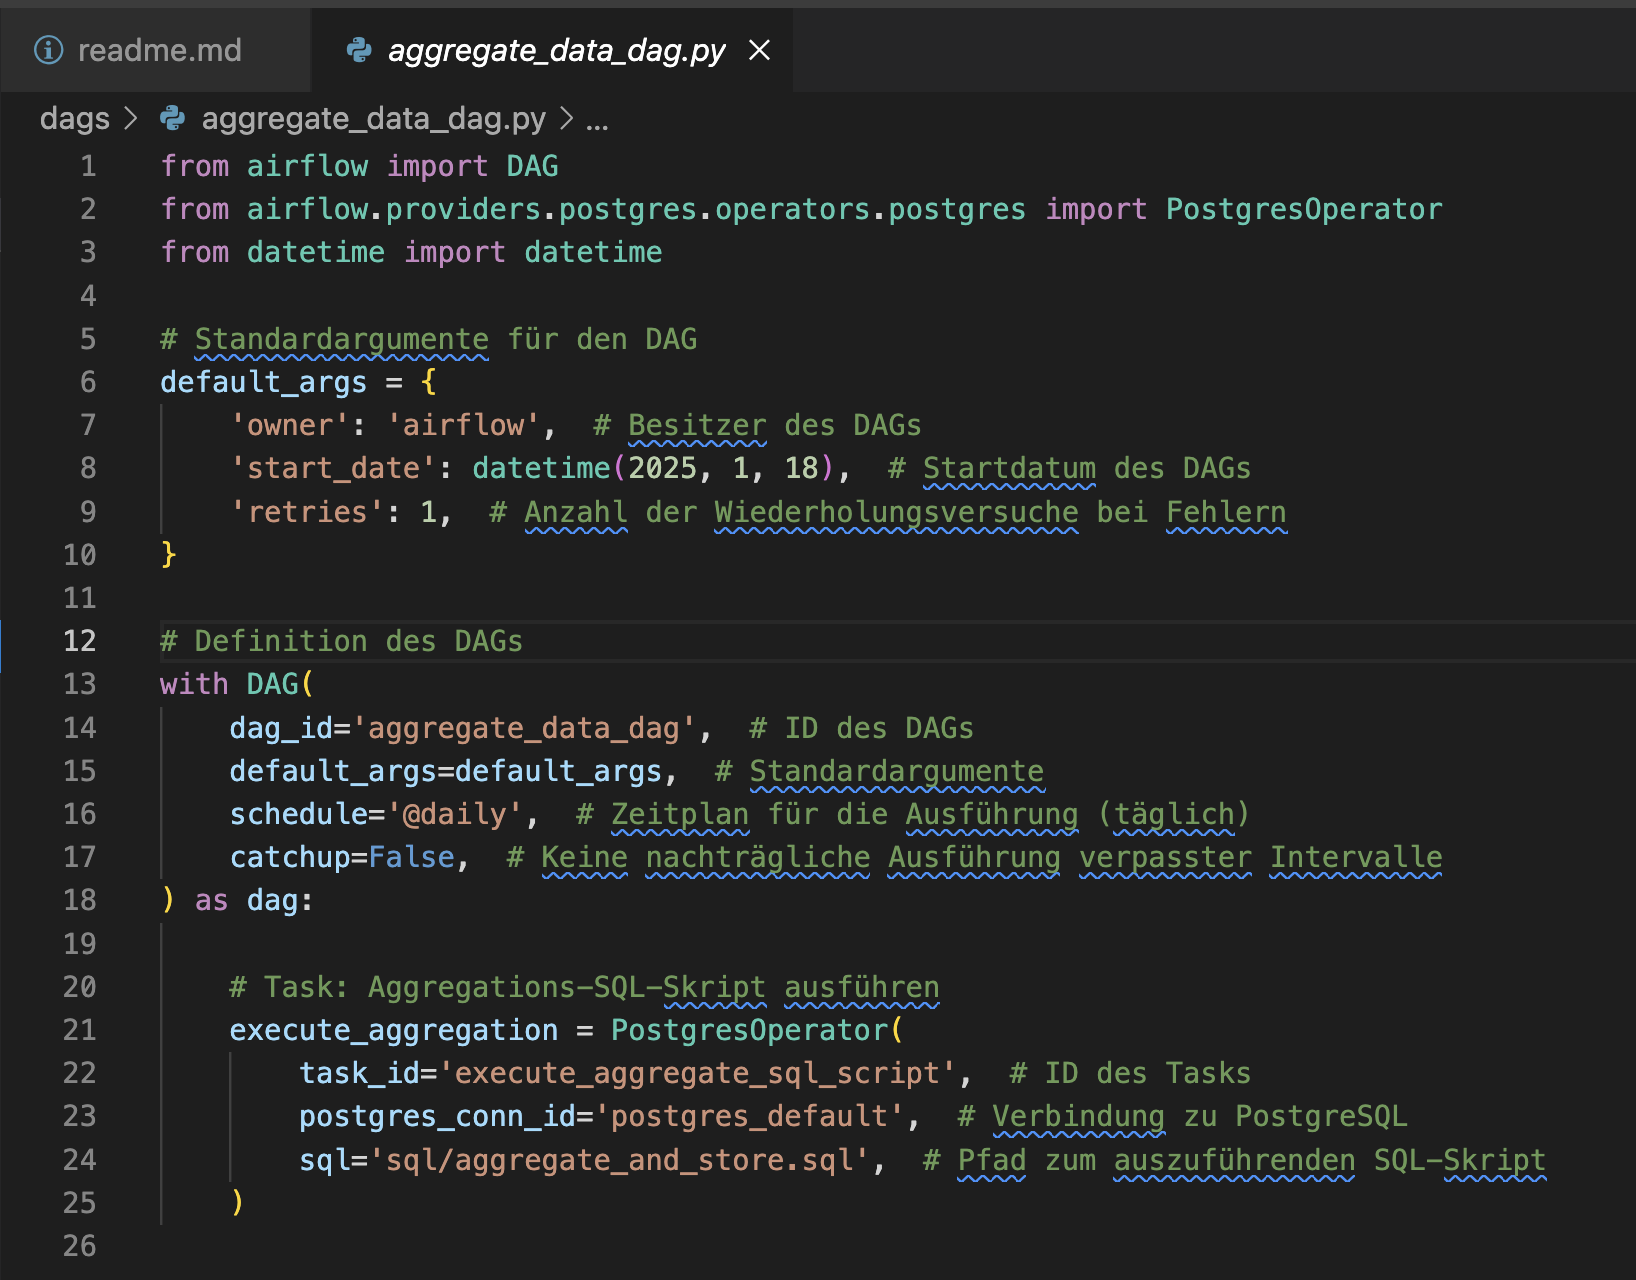 readme.md
aggregate_data_dag.py
dags > aggregate_data_dag.py > ...
1 from airflow import DAG
2 from airflow.providers.postgres.operators.postgres import PostgresOperator
3 from datetime import datetime
4
5 # Standardargumente für den DAG
6 default_args = {
7     'owner': 'airflow',  # Besitzer des DAGs
8     'start_date': datetime(2025, 1, 18),  # Startdatum des DAGs
9     'retries': 1,  # Anzahl der Wiederholungsversuche bei Fehlern
10 }
11
12 # Definition des DAGs
13 with DAG(
14     dag_id='aggregate_data_dag',  # ID des DAGs
15     default_args=default_args,  # Standardargumente
16     schedule='@daily',  # Zeitplan für die Ausführung (täglich)
17     catchup=False,  # Keine nachträgliche Ausführung verpasster Intervalle
18 ) as dag:
19
20     # Task: Aggregations-SQL-Skript ausführen
21     execute_aggregation = PostgresOperator(
22         task_id='execute_aggregate_sql_script',  # ID des Tasks
23         postgres_conn_id='postgres_default',  # Verbindung zu PostgreSQL
24         sql='sql/aggregate_and_store.sql',  # Pfad zum auszuführenden SQL-Skript
25     )
26